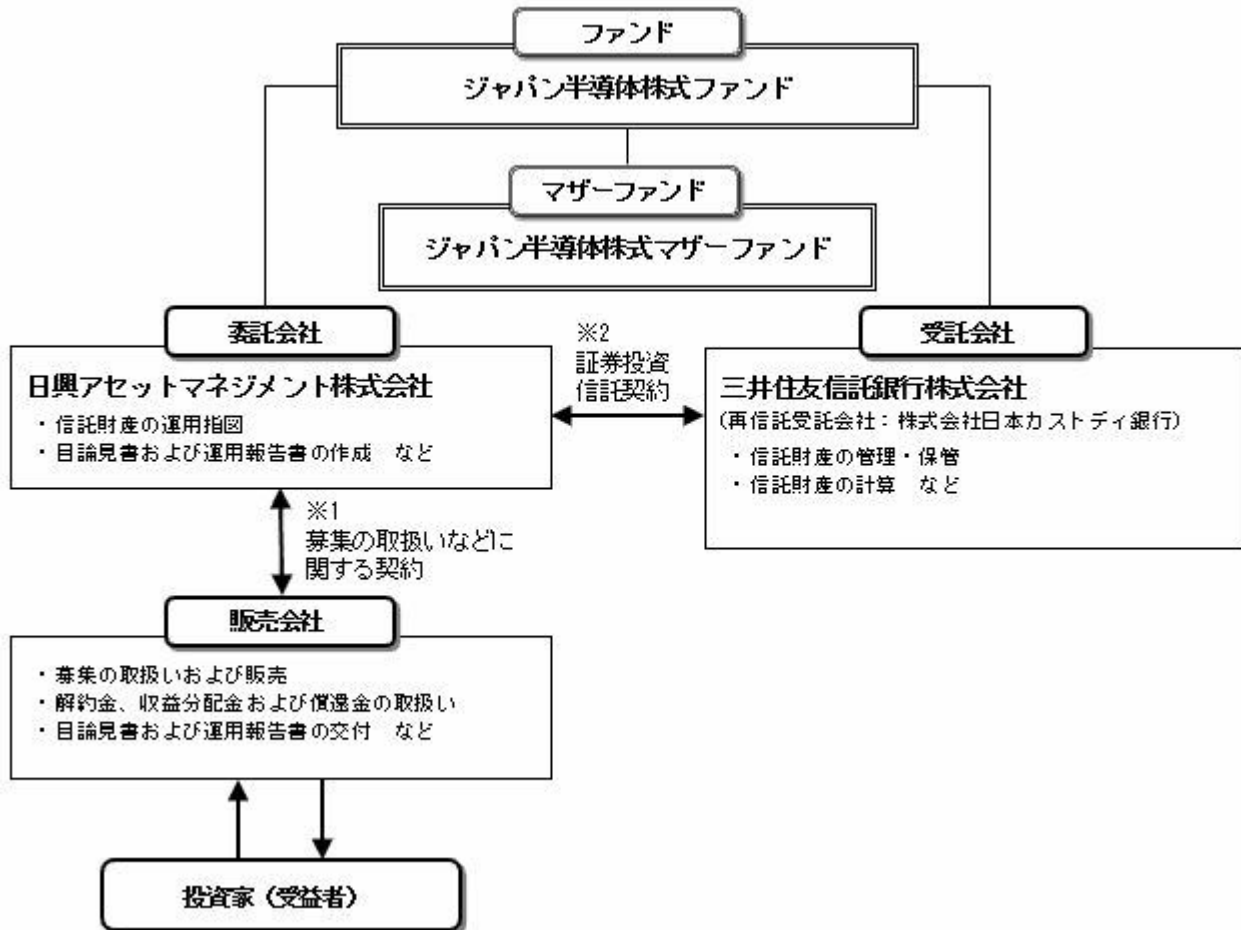 ファンド
ジャパン半導体株式ファンド
マザーファンド
ジャパン半導体株式マザーファンド
委託会社
日興アセットマネジメント株式会社
・信託財産の運用指図
・目論見書および運用報告書の作成 など
※2
証券投資
信託契約
受託会社
三井住友信託銀行株式会社
(再信託受託会社:株式会社日本カストディ銀行)
・信託財産の管理・保管
・信託財産の計算 など
※1
募集の取扱いなどに
関する契約
販売会社
・募集の取扱いおよび販売
・解約金、収益分配金および償還金の取扱い
・目論見書および運用報告書の交付 など
投資家(受益者)